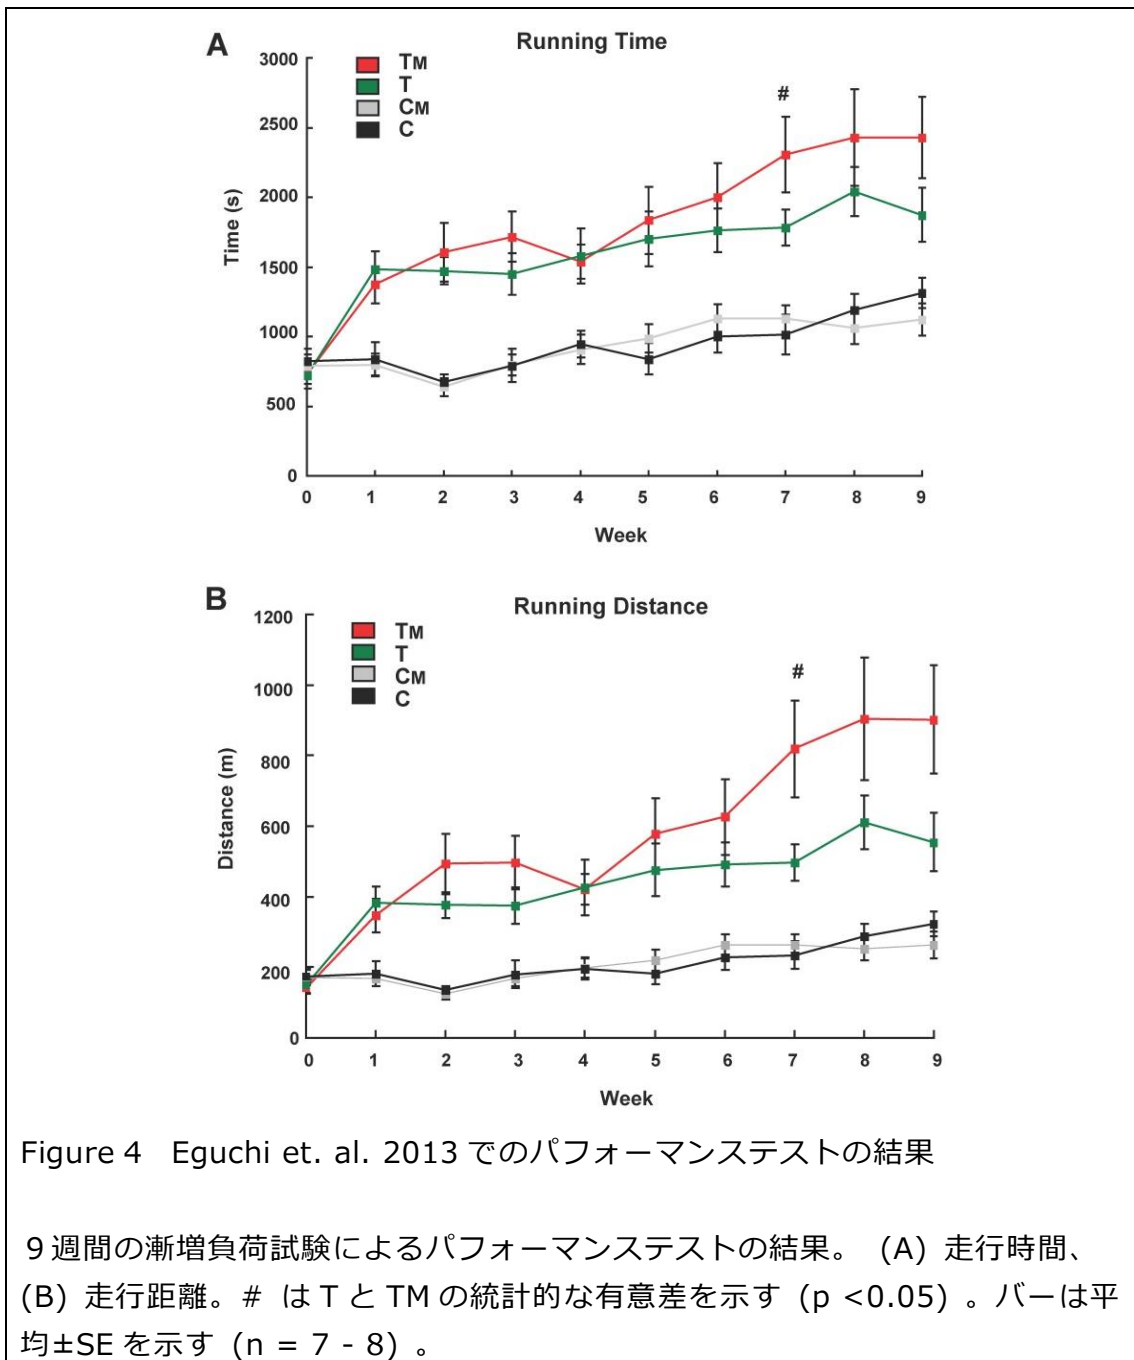 A
Running Time
3000
2500
2000
1500
1000
500
0
Time (s)
TM
T
CM
C
#
0 1 2 3 4 5 6 7 8 9
Week
B
Running Distance
1200
1000
800
600
400
200
0
Distance (m)
TM
T
CM
C
#
0 1 2 3 4 5 6 7 8 9
Week
Figure 4 Eguchi et. al. 2013 でのパフォーマンステストの結果
9週間の漸増負荷試験によるパフォーマンステストの結果。 (A) 走行時間、
(B) 走行距離。# は T と TM の統計的な有意差を示す (p <0.05) 。バーは平
均±SE を示す (n = 7 - 8) 。